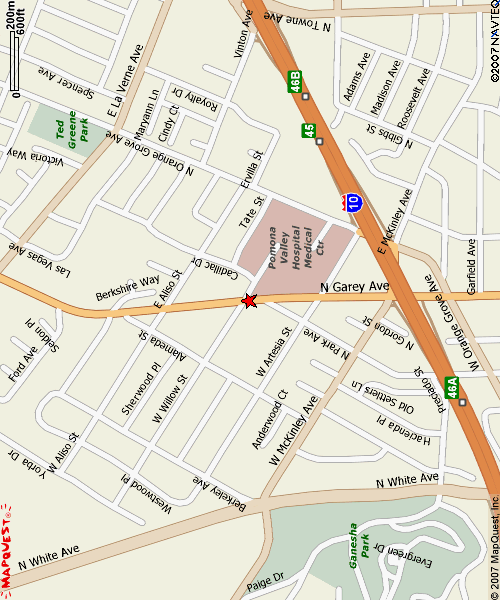 200m
600ft
N Towne Ave
©2007 NAVTEQ
Vinton Ave
E La Verne Ave
Spencer Ave
46B
Adams Ave
Madison Ave
Roosevelt Ave
Maryann Ln
Cindy Ct
Royalty Dr
Ted
Greene
Park
45
N Gibbs St
Victoria Way
N Orange Grove Ave
Ervilla St
Tate St
10
E McKinley Ave
Pomona
Valley
Hospital
Medical
Ctr
Las Vegas Ave
Cadillac Dr
Berkshire Way
E Aliso St
N Garey Ave
Garfield Ave
Seldon Pl
Ford Ave
Alameda St
N Gordon St
N Park Ave
W Orange Grove Ave
W Artesia St
Sherwood Pl
W Willow St
Preciado St
46A
Old Settlers Ln
Anderwood Ct
Hacienda Pl
W McKinley Ave
W Aliso St
Yorba Dr
Westwood Pl
Berkeley Ave
N White Ave
MAPQUEST®
N White Ave
Ganesha
Park
Evergreen Dr
Paige Dr
© 2007 MapQuest, Inc.